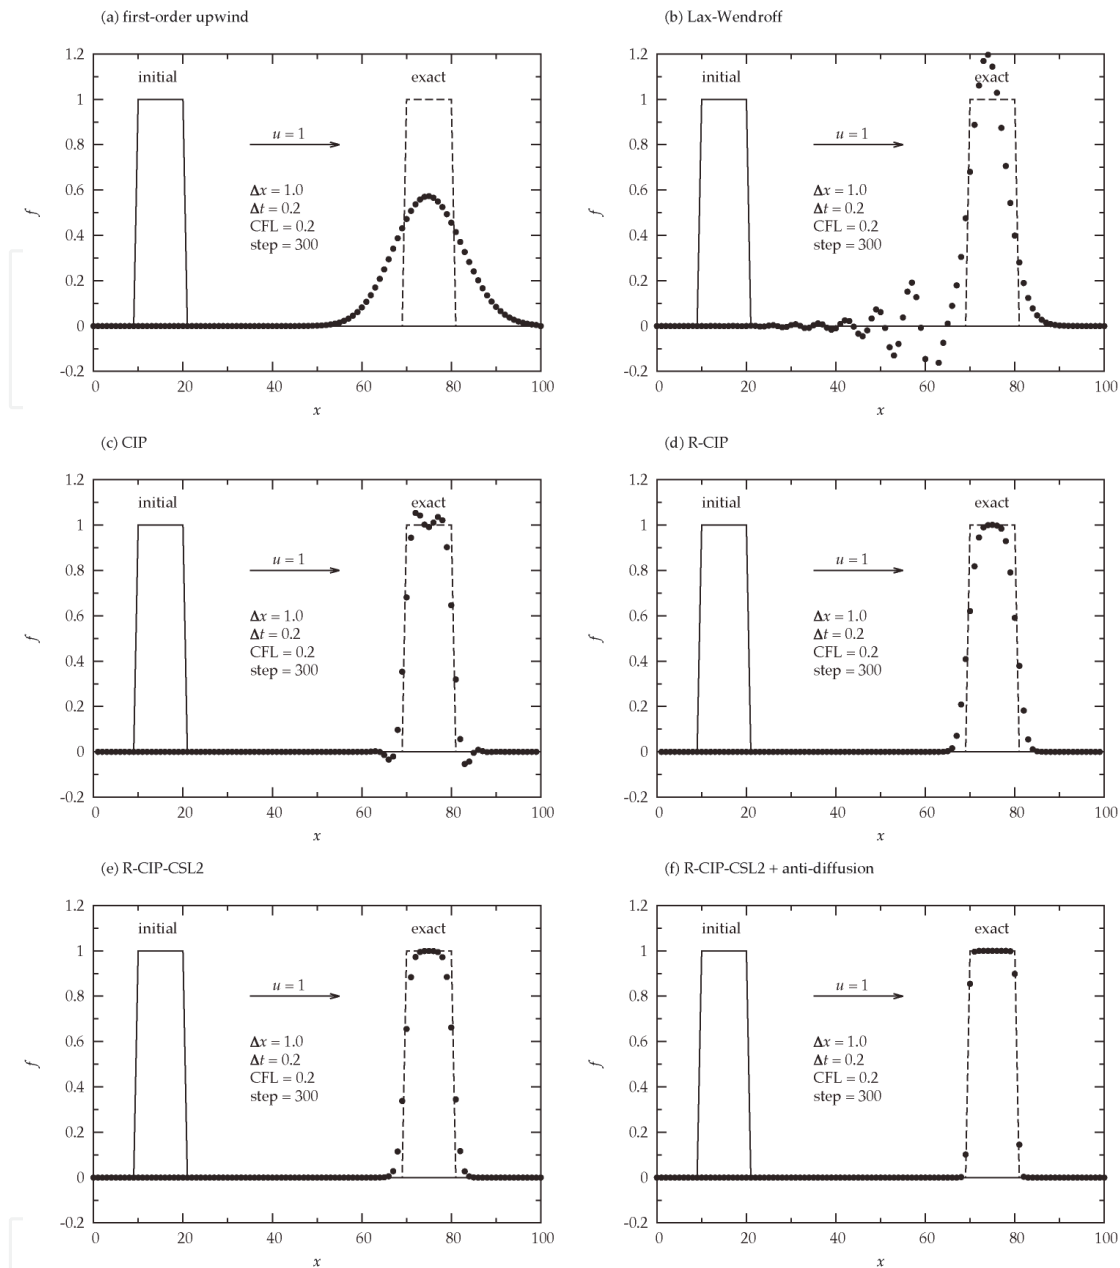 (a) first-order upwind
1.2
initial
exact
1
u = 1
0.8
0.6
Δx = 1.0
Δt = 0.2
f
0.4
CFL = 0.2
step = 300
0.2
0
-0.2
0 20 40 60 80 100
x
(b) Lax-Wendroff
1.2
initial
exact
1
u = 1
0.8
0.6
Δx = 1.0
Δt = 0.2
f
0.4
CFL = 0.2
step = 300
0.2
0
-0.2
0 20 40 60 80 100
x
(c) CIP
1.2
initial
exact
1
u = 1
0.8
0.6
Δx = 1.0
Δt = 0.2
f
0.4
CFL = 0.2
step = 300
0.2
0
-0.2
0 20 40 60 80 100
x
(d) R-CIP
1.2
initial
exact
1
u = 1
0.8
0.6
Δx = 1.0
Δt = 0.2
f
0.4
CFL = 0.2
step = 300
0.2
0
-0.2
0 20 40 60 80 100
x
(e) R-CIP-CSL2
1.2
initial
exact
1
u = 1
0.8
0.6
Δx = 1.0
Δt = 0.2
f
0.4
CFL = 0.2
step = 300
0.2
0
-0.2
0 20 40 60 80 100
x
(f) R-CIP-CSL2 + anti-diffusion
1.2
initial
exact
1
u = 1
0.8
0.6
Δx = 1.0
Δt = 0.2
f
0.4
CFL = 0.2
step = 300
0.2
0
-0.2
0 20 40 60 80 100
x